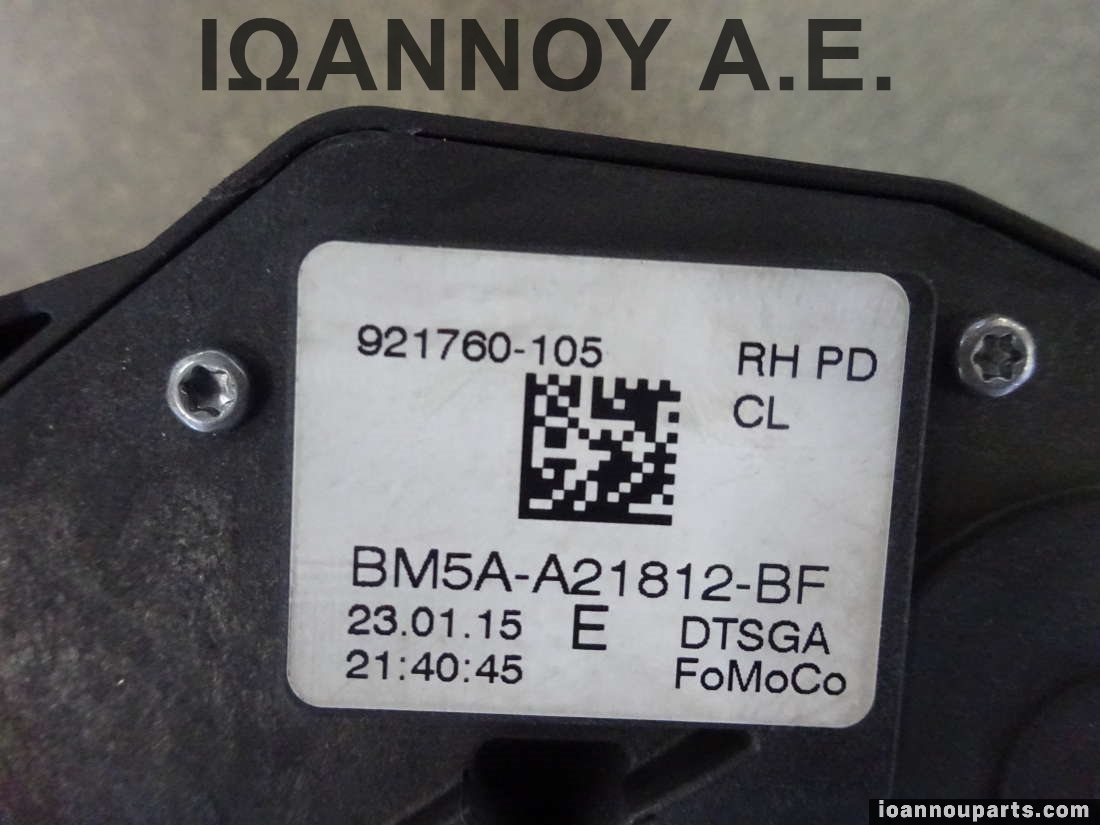 ΙΩΑΝΝΟΥ Α.Ε.
921760-105
RH PD
CL
BM5A-A21812-BF
23.01.15 E DTSGA
21:40:45 FoMoCo
ioannouparts.com